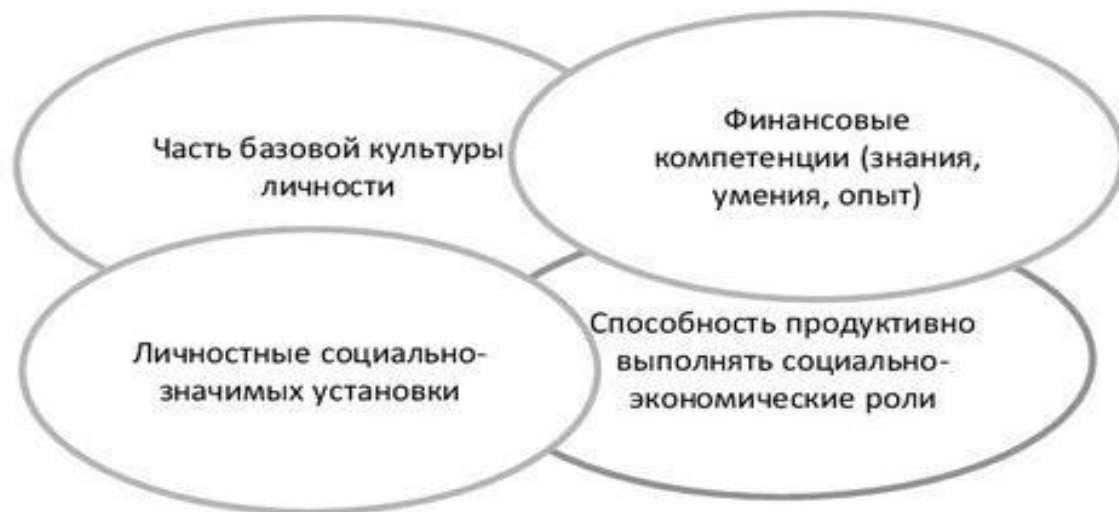 Часть базовой культуры
личности
Финансовые
компетенции (знания,
умения, опыт)
Личностные социально-
значимых установки
Способность продуктивно
выполнять социально-
экономические роли